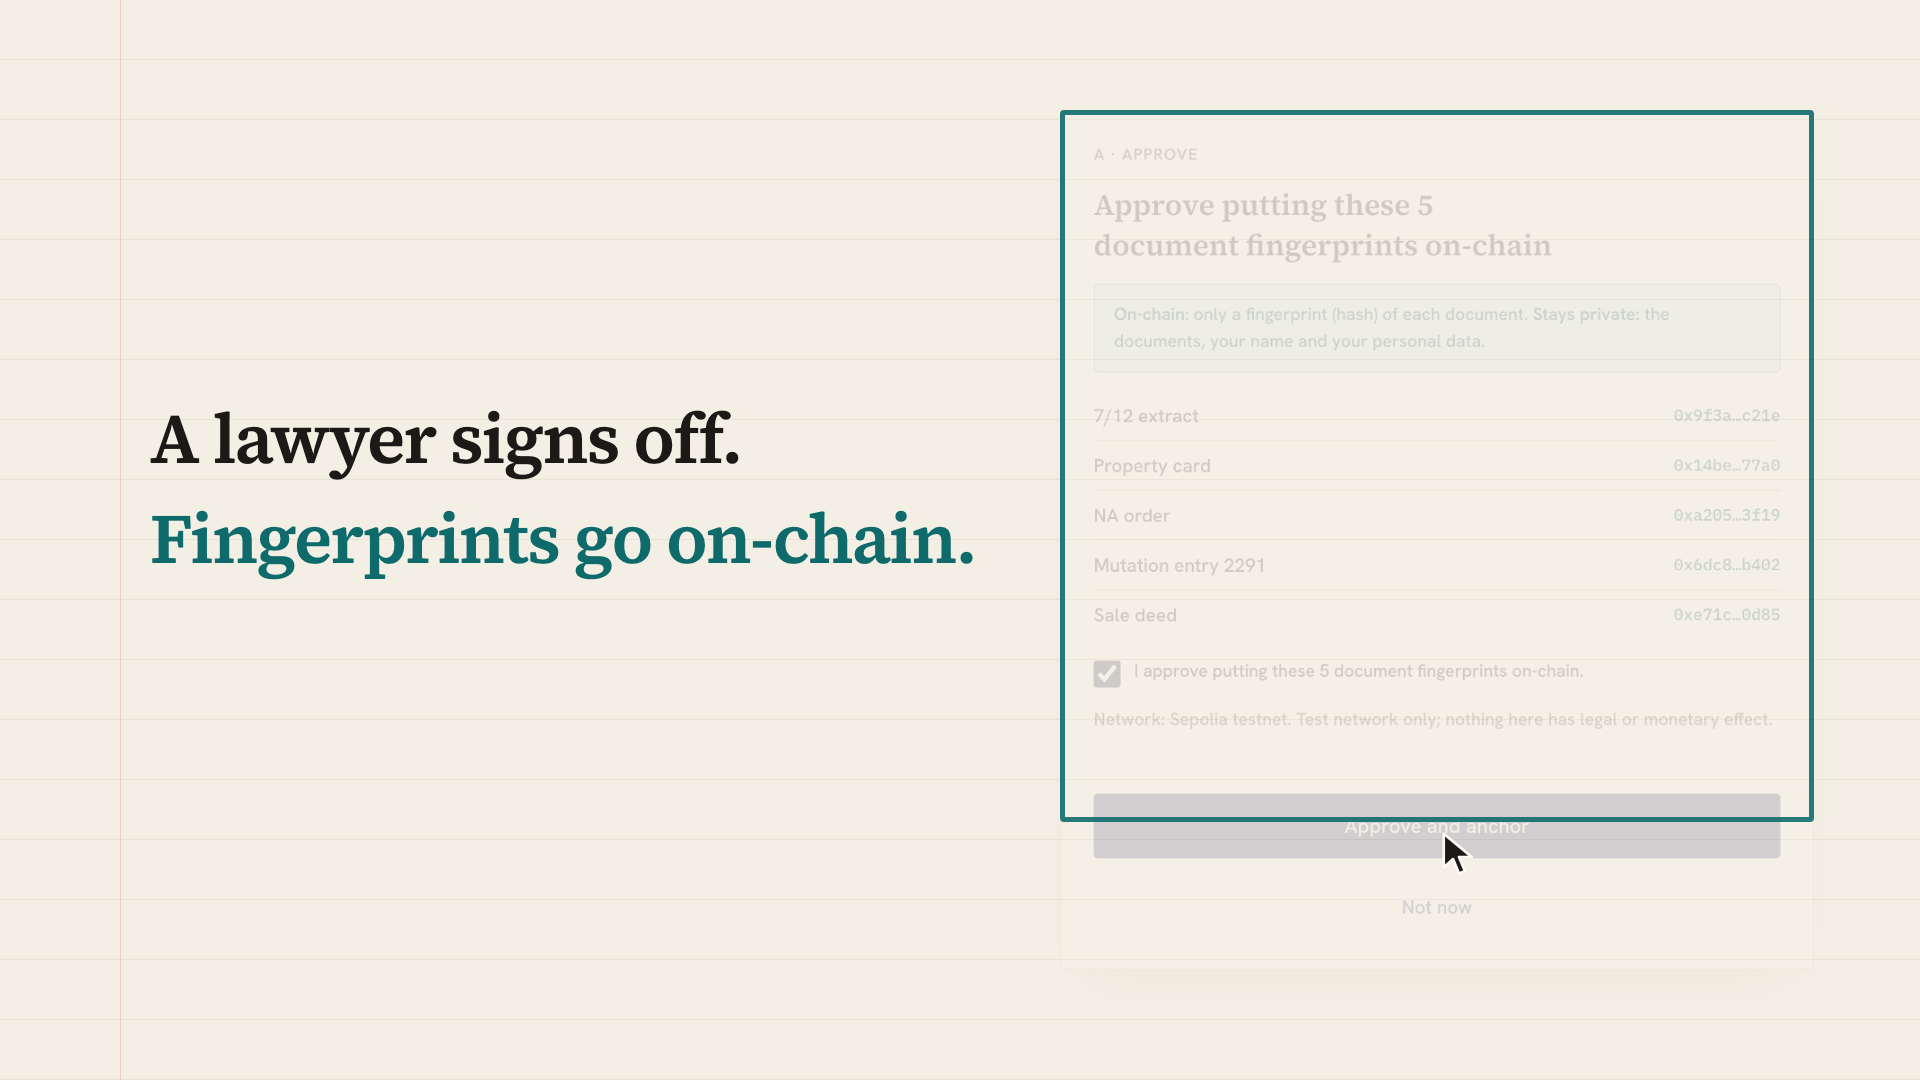 A lawyer signs off.
Fingerprints go on-chain.
A · APPROVE
Approve putting these 5
document fingerprints on-chain
On-chain: only a fingerprint (hash) of each document. Stays private: the
documents, your name and your personal data.
7/12 extract 0x9f3a…c21e
Property card 0x14be…77a0
NA order 0xa205…3f19
Mutation entry 2291 0x6dc8…b402
Sale deed 0xe71c…0d85
I approve putting these 5 document fingerprints on-chain.
Network: Sepolia testnet. Test network only; nothing here has legal or monetary effect.
Approve and anchor
Not now